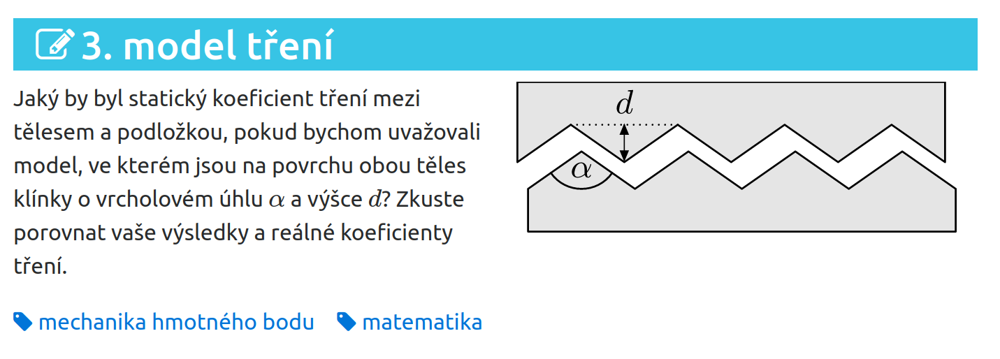 3. model tření
Jaký by byl statický koeficient tření mezi
tělesem a podložkou, pokud bychom uvažovali
model, ve kterém jsou na povrchu obou těles
klínky o vrcholovém úhlu α a výšce d? Zkuste
porovnat vaše výsledky a reálné koeficienty
tření.
d
α
mechanika hmotného bodu matematika